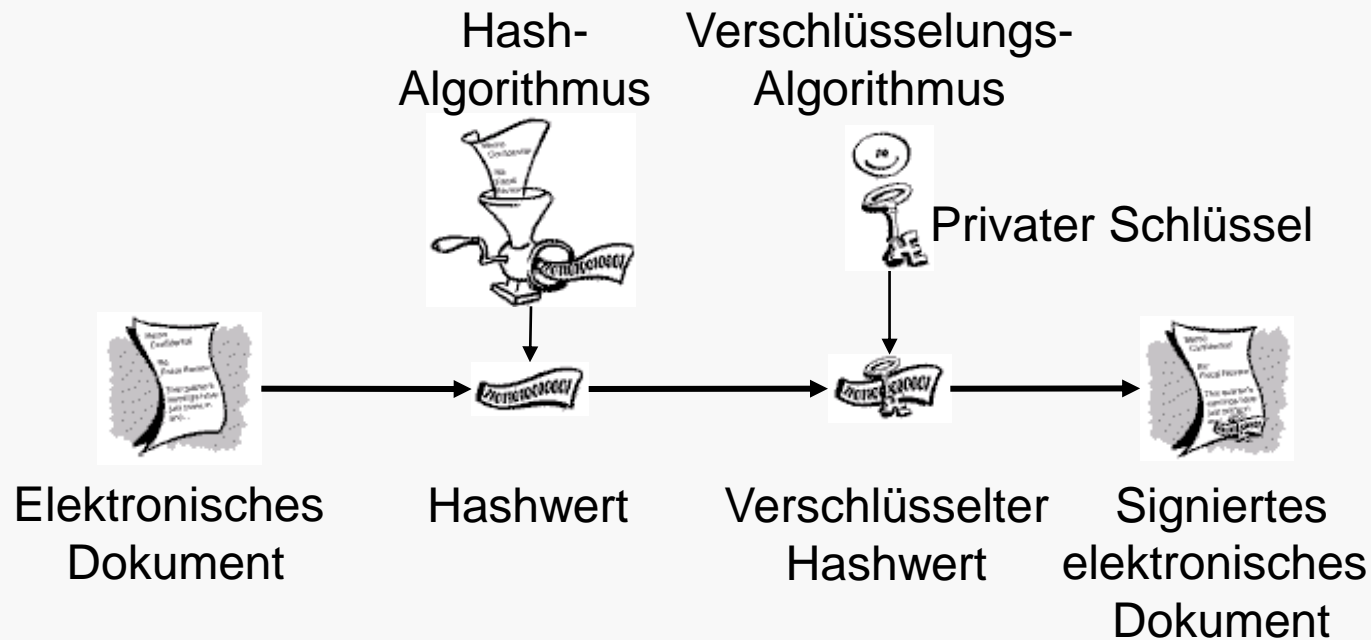 Hash-
Algorithmus
Verschlüsselungs-
Algorithmus
Privater Schlüssel
Elektronisches
Dokument
Hashwert
Verschlüsselter
Hashwert
Signiertes
elektronisches
Dokument